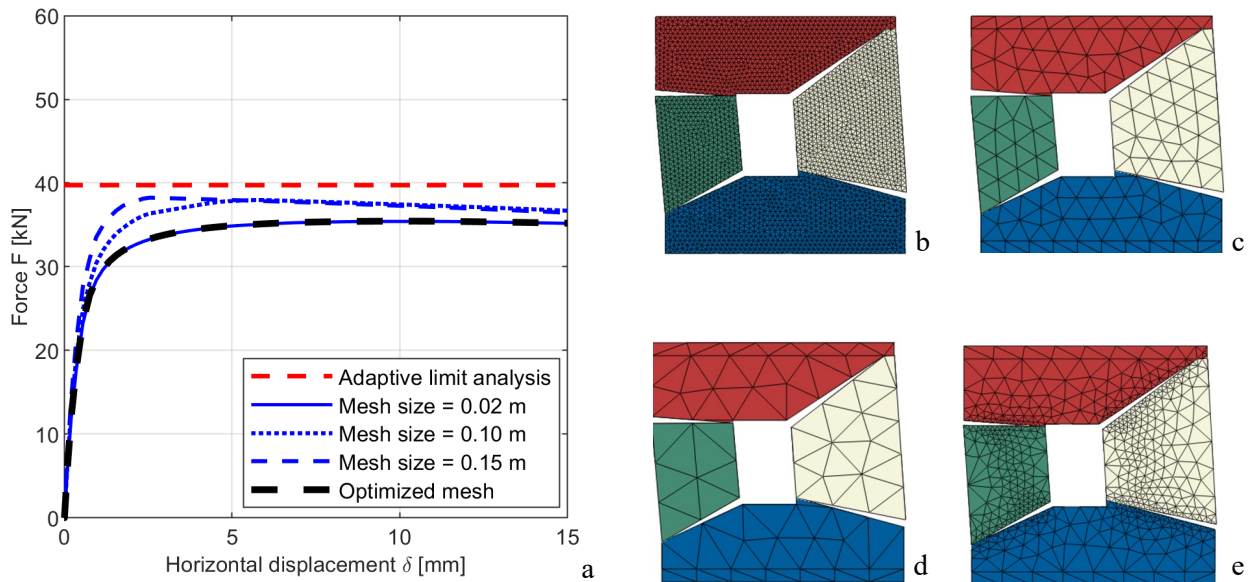 60
50
40
30
20
10
0
Force F [kN]
0
5
10
15
Horizontal displacement δ [mm]
Adaptive limit analysis
Mesh size = 0.02 m
Mesh size = 0.10 m
Mesh size = 0.15 m
Optimized mesh
a
b
c
d
e